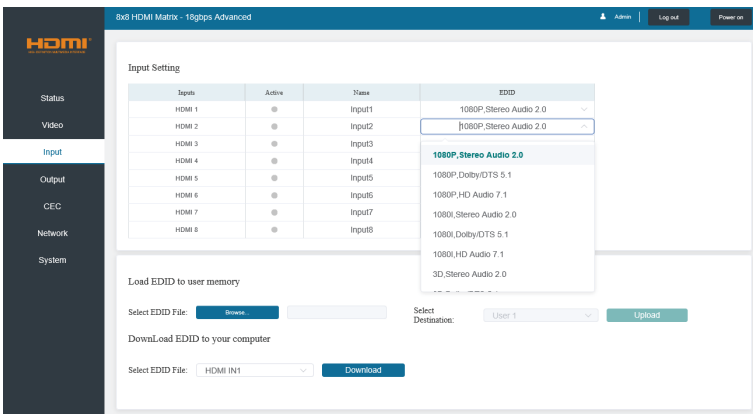 8x8 HDMI Matrix - 18gbps Advanced
Admin
Log out
Power on
HDMI
Status
Video
Input
Output
CEC
Network
System
Input Setting
Inputs Active Name EDID
HDMI 1 Input1 1080P,Stereo Audio 2.0
HDMI 2 Input2 1080P,Stereo Audio 2.0
HDMI 3 Input3
HDMI 4 Input4
HDMI 5 Input5
HDMI 6 Input6
HDMI 7 Input7
HDMI 8 Input8
1080P,Stereo Audio 2.0
1080P,Dolby/DTS 5.1
1080P,HD Audio 7.1
1080I,Stereo Audio 2.0
1080I,Dolby/DTS 5.1
1080I,HD Audio 7.1
3D,Stereo Audio 2.0
Load EDID to user memory
Select EDID File: Browse...
Select
Destination: User 1 Upload
DownLoad EDID to your computer
Select EDID File: HDMI IN1 Download